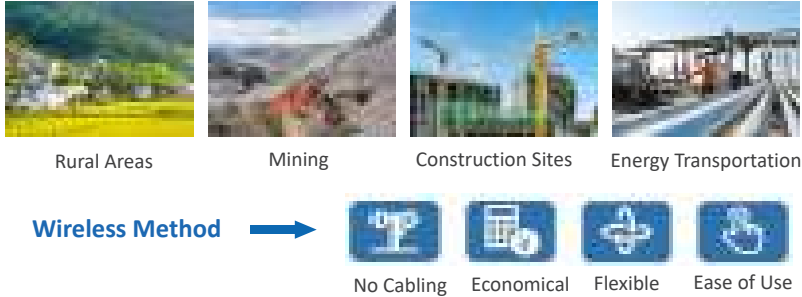 Rural Areas
Mining
Construction Sites
Energy Transportation
Wireless Method
No Cabling
Economical
Flexible
Ease of Use